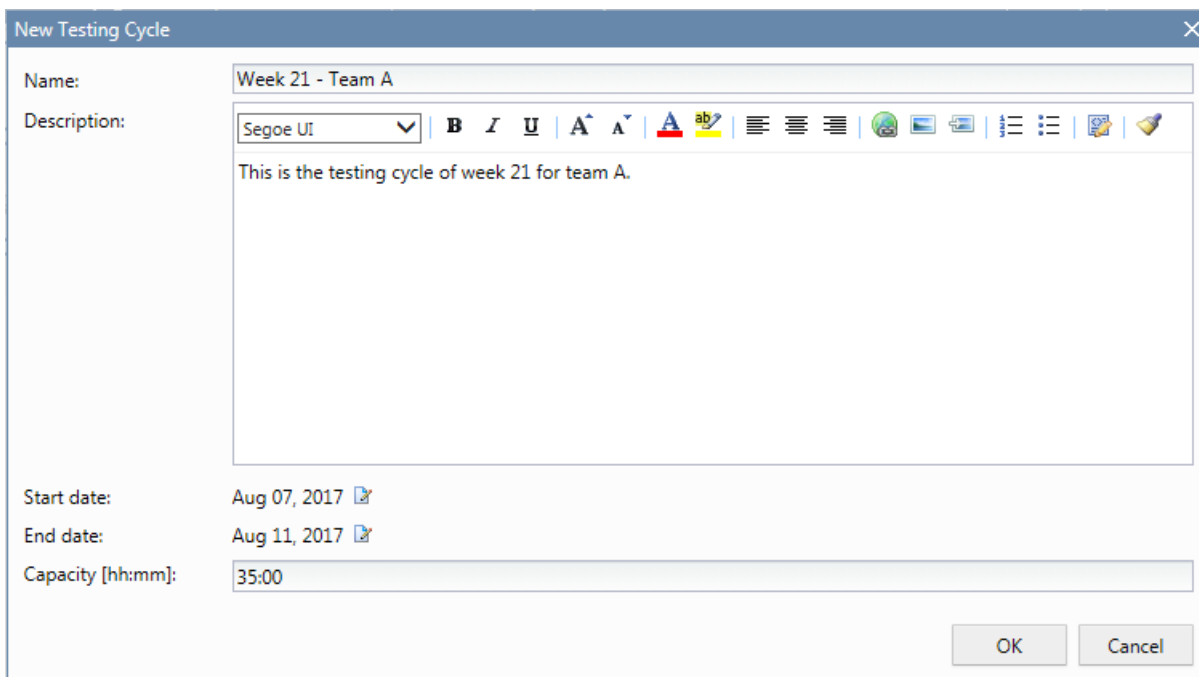 New Testing Cycle
Name: Week 21 - Team A
Description:
Segoe UI B I U A A A ab
This is the testing cycle of week 21 for team A.
Start date: Aug 07, 2017
End date: Aug 11, 2017
Capacity [hh:mm]: 35:00
OK Cancel